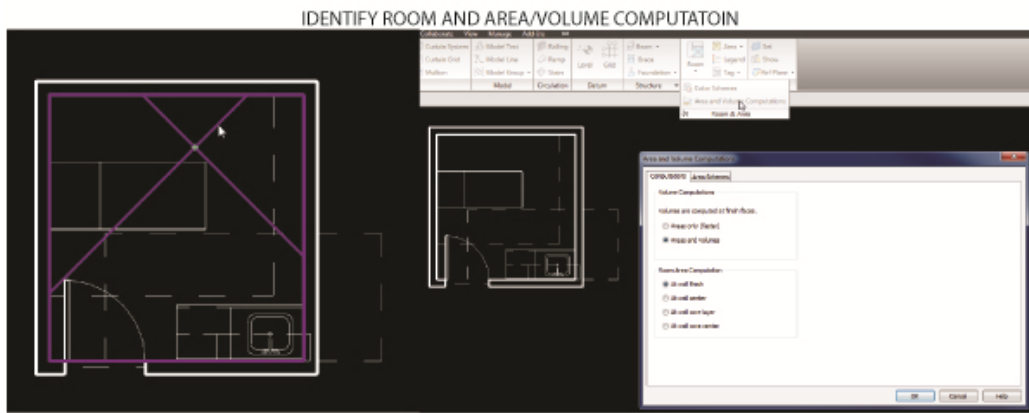 IDENTIFY ROOM AND AREA/VOLUME COMPUTATOIN
Collaborate View Manage Add-Ins
Curtain System Model Text Railing Beam Room Area Set
Curtain Grid Model Line Ramp Level Grid Brace Legend Show
Mullion Model Group Stair Foundation Tag Ref Plane
Model Circulation Datum Structure
Color Schemes
Area and Volume Computations
Room & Area
Area and Volume Computations
Computations Area Schemes
Volume Computations
Volumes are computed at finish faces.
Areas only (faster)
Areas and Volumes
Room Area Computation
At wall finish
At wall center
At wall core layer
At wall core center
OK Cancel Help